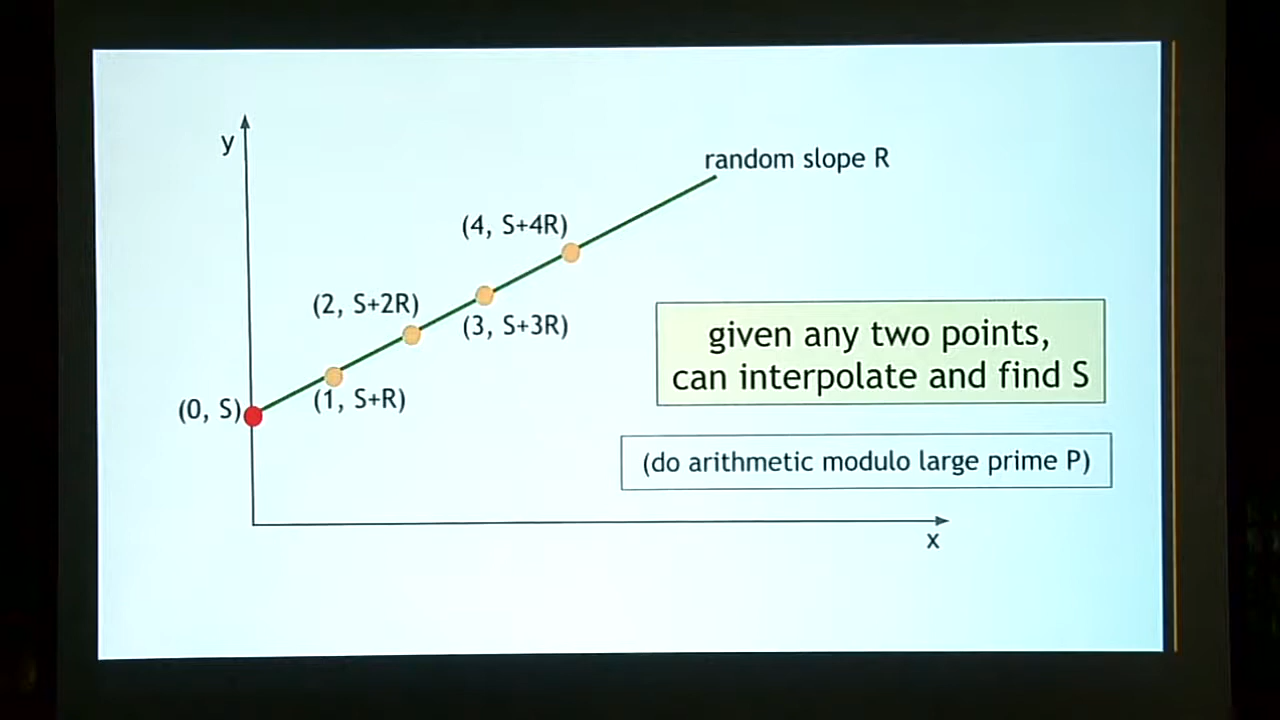 y
random slope R
(4, S+4R)
(2, S+2R)
(3, S+3R)
(0, S)
(1, S+R)
given any two points,
can interpolate and find S
(do arithmetic modulo large prime P)
x